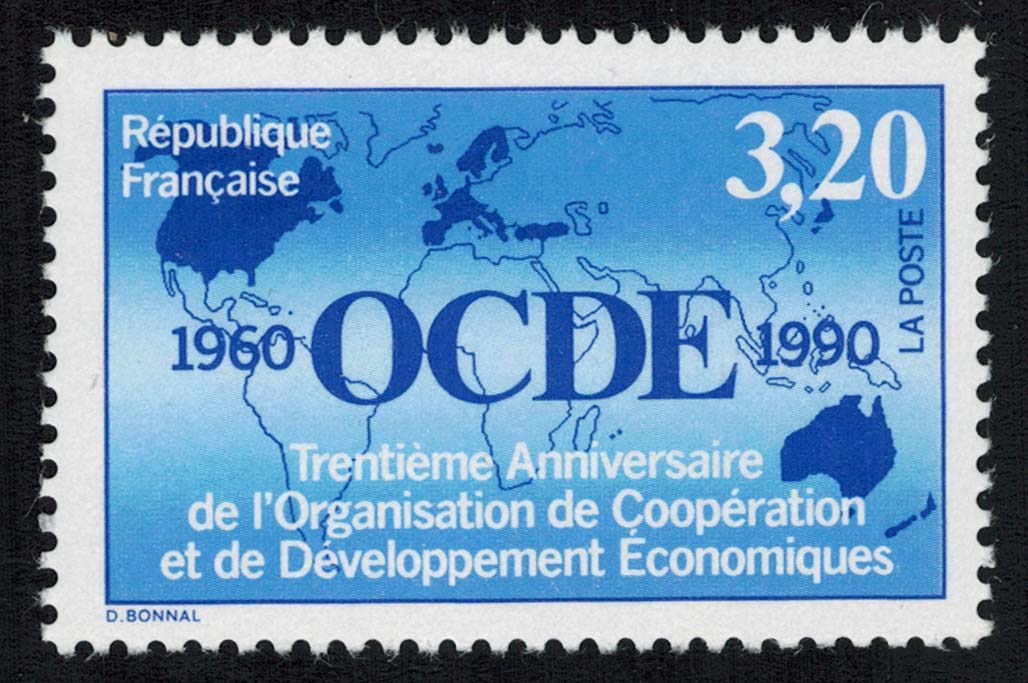 République
Française
3,20
LA POSTE
1960 OCDE 1990
Trentième Anniversaire
de l'Organisation de Coopération
et de Développement Économiques
D. BONNAL